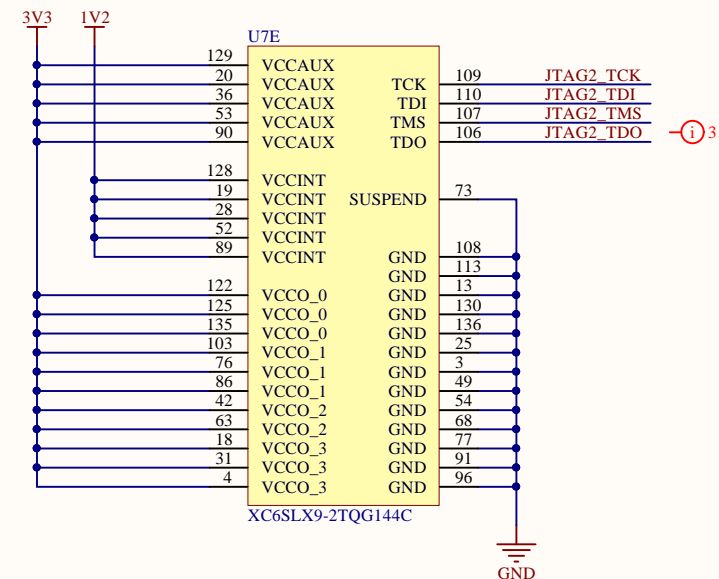 3V3 1V2
U7E
129 VCCAUX
20 VCCAUX TCK 109 JTAG2_TCK
36 VCCAUX TDI 110 JTAG2_TDI
53 VCCAUX TMS 107 JTAG2_TMS
90 VCCAUX TDO 106 JTAG2_TDO i 3
128 VCCINT
19 VCCINT SUSPEND 73
28 VCCINT
52 VCCINT
89 VCCINT GND 108
GND 113
122 VCCO_0 GND 13
125 VCCO_0 GND 130
135 VCCO_0 GND 136
103 VCCO_1 GND 25
76 VCCO_1 GND 3
86 VCCO_1 GND 49
42 VCCO_2 GND 54
63 VCCO_2 GND 68
18 VCCO_3 GND 77
31 VCCO_3 GND 91
4 VCCO_3 GND 96
XC6SLX9-2TQG144C
GND